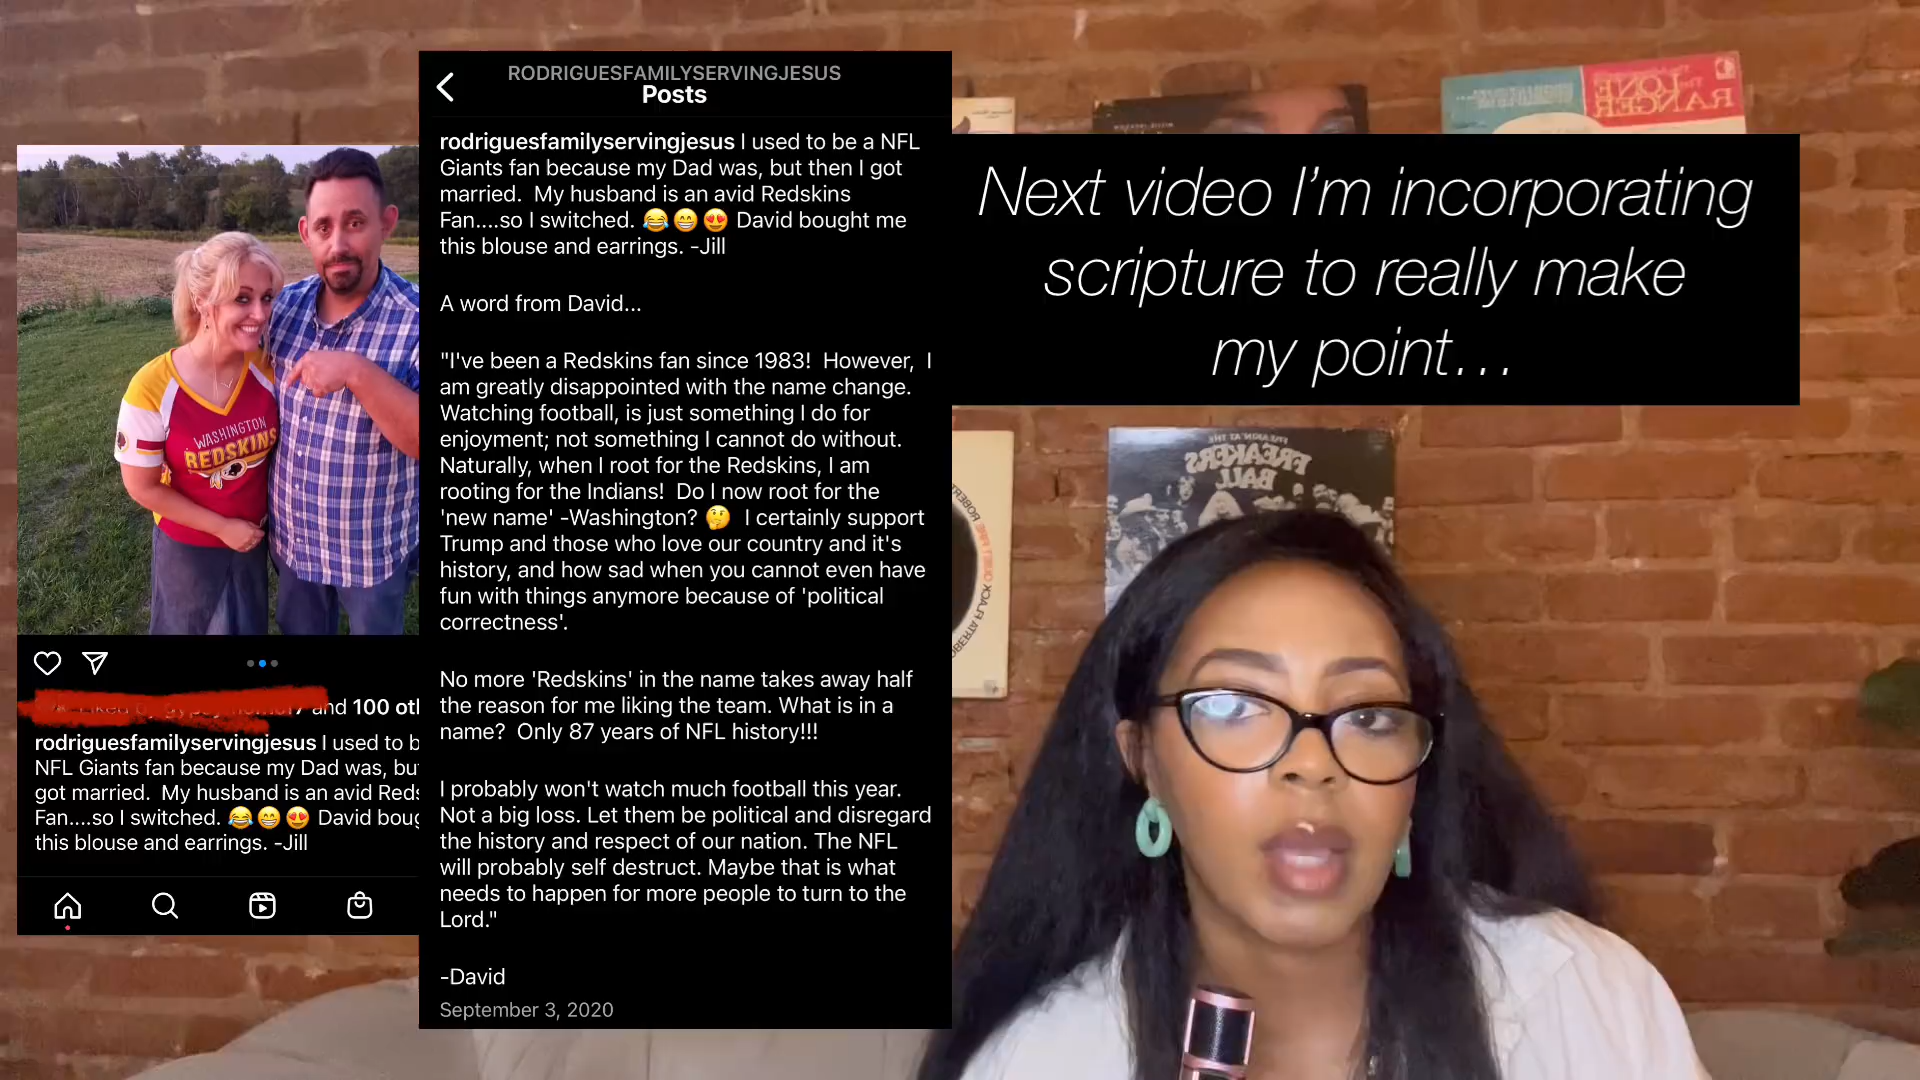 RODRIGUESFAMILYSERVINGJESUS
Posts
rodriguesfamilyservingjesus I used to be a NFL
Giants fan because my Dad was, but then I got
married. My husband is an avid Redskins
Fan....so I switched. 😂😁😍 David bought me
this blouse and earrings. -Jill
A word from David...
"I've been a Redskins fan since 1983! However, I
am greatly disappointed with the name change.
Watching football, is just something I do for
enjoyment; not something I cannot do without.
Naturally, when I root for the Redskins, I am
rooting for the Indians! Do I now root for the
'new name' -Washington? 🤔 I certainly support
Trump and those who love our country and it's
history, and how sad when you cannot even have
fun with things anymore because of 'political
correctness'.
No more 'Redskins' in the name takes away half
the reason for me liking the team. What is in a
name? Only 87 years of NFL history!!!
I probably won't watch much football this year.
Not a big loss. Let them be political and disregard
the history and respect of our nation. The NFL
will probably self destruct. Maybe that is what
needs to happen for more people to turn to the
Lord."
-David
September 3, 2020
WASHINGTON
REDSKINS
and 100 oth
rodriguesfamilyservingjesus I used to b
NFL Giants fan because my Dad was, but
got married. My husband is an avid Reds
Fan....so I switched. 😂😁😍 David boug
this blouse and earrings. -Jill
Next video I'm incorporating
scripture to really make
my point...
LONE
RANGER
FREAKIN' AT THE
FREAKERS
BALL
ROBERTA FLACK